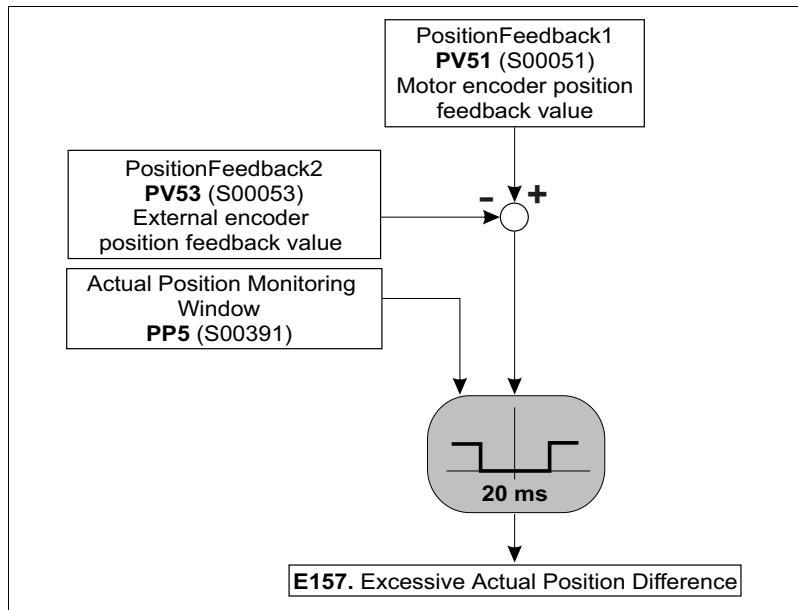 PositionFeedback1
PV51 (S00051)
Motor encoder position
feedback value
PositionFeedback2
PV53 (S00053)
External encoder
position feedback value
- +
Actual Position Monitoring
Window
PP5 (S00391)
20 ms
E157. Excessive Actual Position Difference